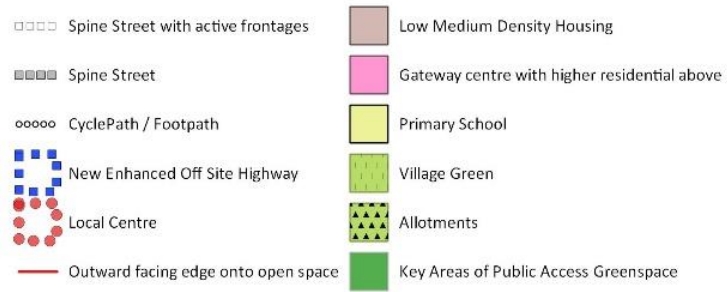 Spine Street with active frontages
Spine Street
CyclePath / Footpath
New Enhanced Off Site Highway
Local Centre
Outward facing edge onto open space
Low Medium Density Housing
Gateway centre with higher residential above
Primary School
Village Green
Allotments
Key Areas of Public Access Greenspace